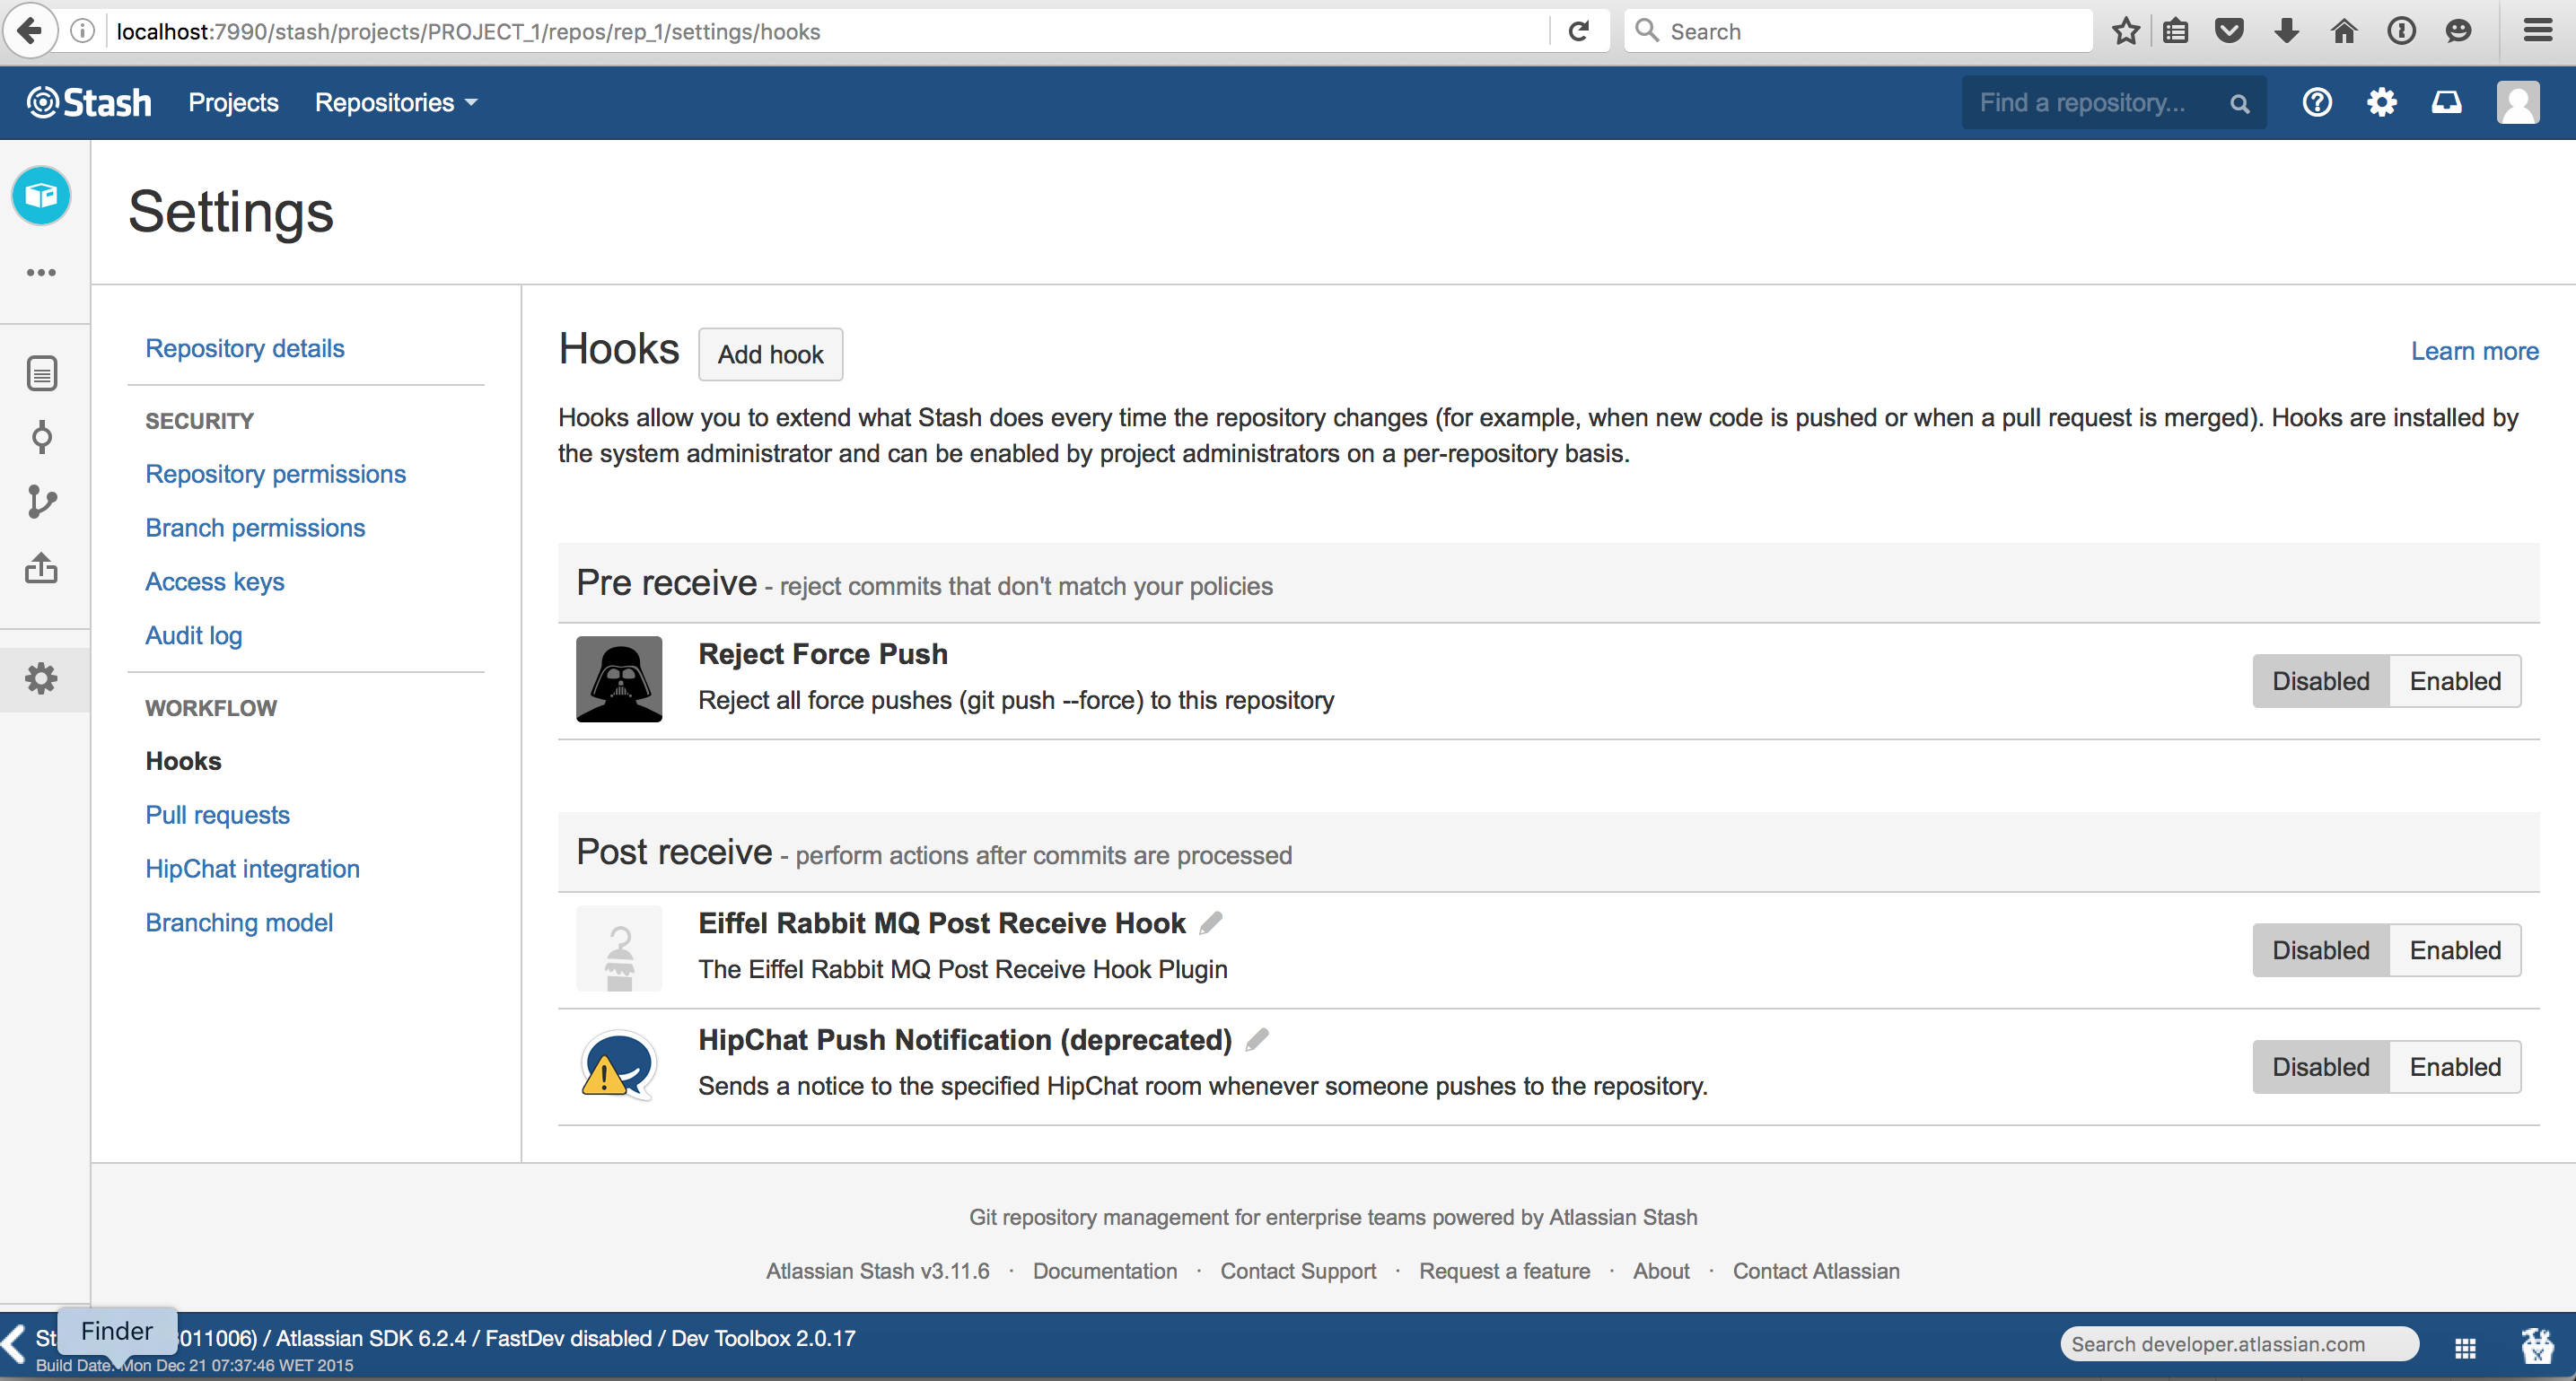 localhost:7990/stash/projects/PROJECT_1/repos/rep_1/settings/hooks
Search
Stash
Projects
Repositories
Find a repository...
Settings
Repository details
SECURITY
Repository permissions
Branch permissions
Access keys
Audit log
WORKFLOW
Hooks
Pull requests
HipChat integration
Branching model
Hooks
Add hook
Learn more
Hooks allow you to extend what Stash does every time the repository changes (for example, when new code is pushed or when a pull request is merged). Hooks are installed by
the system administrator and can be enabled by project administrators on a per-repository basis.
Pre receive - reject commits that don't match your policies
Reject Force Push
Reject all force pushes (git push --force) to this repository
Disabled
Enabled
Post receive - perform actions after commits are processed
Eiffel Rabbit MQ Post Receive Hook
The Eiffel Rabbit MQ Post Receive Hook Plugin
Disabled
Enabled
HipChat Push Notification (deprecated)
Sends a notice to the specified HipChat room whenever someone pushes to the repository.
Disabled
Enabled
Git repository management for enterprise teams powered by Atlassian Stash
Atlassian Stash v3.11.6 · Documentation · Contact Support · Request a feature · About · Contact Atlassian
Finder
011006) / Atlassian SDK 6.2.4 / FastDev disabled / Dev Toolbox 2.0.17
Build Date: Mon Dec 21 07:37:46 WET 2015
Search developer.atlassian.com